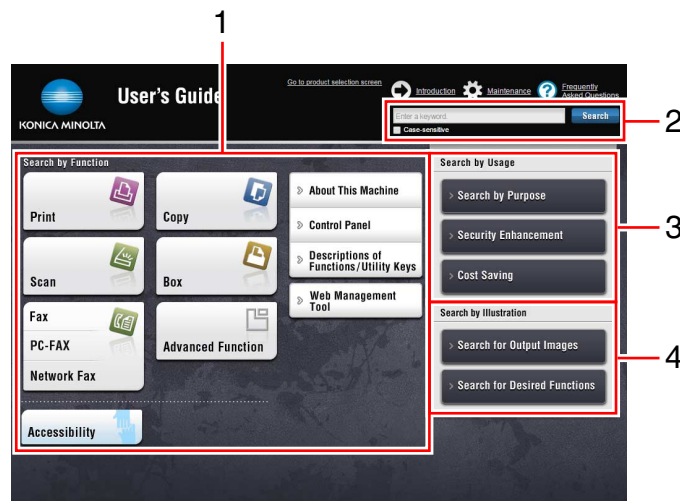 1
KONICA MINOLTA
User's Guide
Go to product selection screen
Introduction
Maintenance
Frequently
Asked Questions
Enter a keyword.
Search
Case-sensitive
2
Search by Function
Print
Copy
Scan
Box
Fax
PC-FAX
Network Fax
Advanced Function
Accessibility
About This Machine
Control Panel
Descriptions of
Functions/Utility Keys
Web Management
Tool
Search by Usage
Search by Purpose
Security Enhancement
Cost Saving
3
Search by Illustration
Search for Output Images
Search for Desired Functions
4